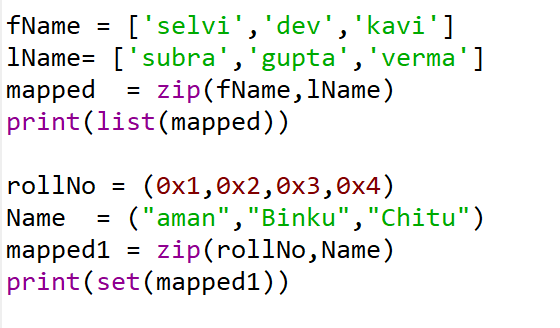 fName = ['selvi','dev','kavi']
lName= ['subra','gupta','verma']
mapped  = zip(fName,lName)
print(list(mapped))
rollNo = (0x1,0x2,0x3,0x4)
Name  = ("aman","Binku","Chitu")
mapped1 = zip(rollNo,Name)
print(set(mapped1))